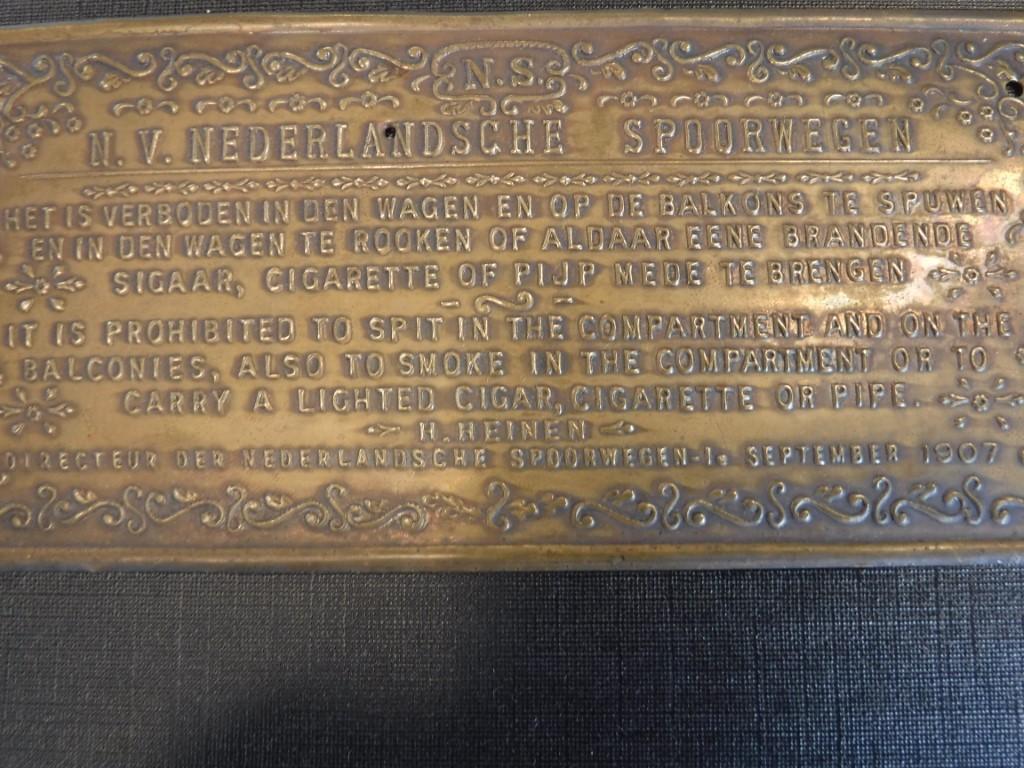 N.S.
N. V. NEDERLANDSCHE SPOORWEGEN
HET IS VERBODEN IN DEN WAGEN EN OP DE BALKONS TE SPUWEN
EN IN DEN WAGEN TE ROOKEN OF ALDAAR EENE BRANDENDE
SIGAAR, CIGARETTE OF PIJP MEDE TE BRENGEN
IT IS PROHIBITED TO SPIT IN THE COMPARTMENT AND ON THE
BALCONIES, ALSO TO SMOKE IN THE COMPARTMENT OR TO
CARRY A LIGHTED CIGAR, CIGARETTE OR PIPE.
H. HEINEN
DIRECTEUR DER NEDERLANDSCHE SPOORWEGEN-1e SEPTEMBER 1907